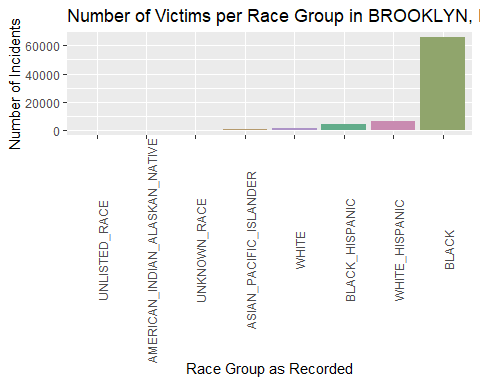 Number of Victims per Race Group in BROOKLYN,
Number of Incidents
60000
40000
20000
0
UNLISTED_RACE
AMERICAN_INDIAN_ALASKAN_NATIVE
UNKNOWN_RACE
ASIAN_PACIFIC_ISLANDER
WHITE
BLACK_HISPANIC
WHITE_HISPANIC
BLACK
Race Group as Recorded